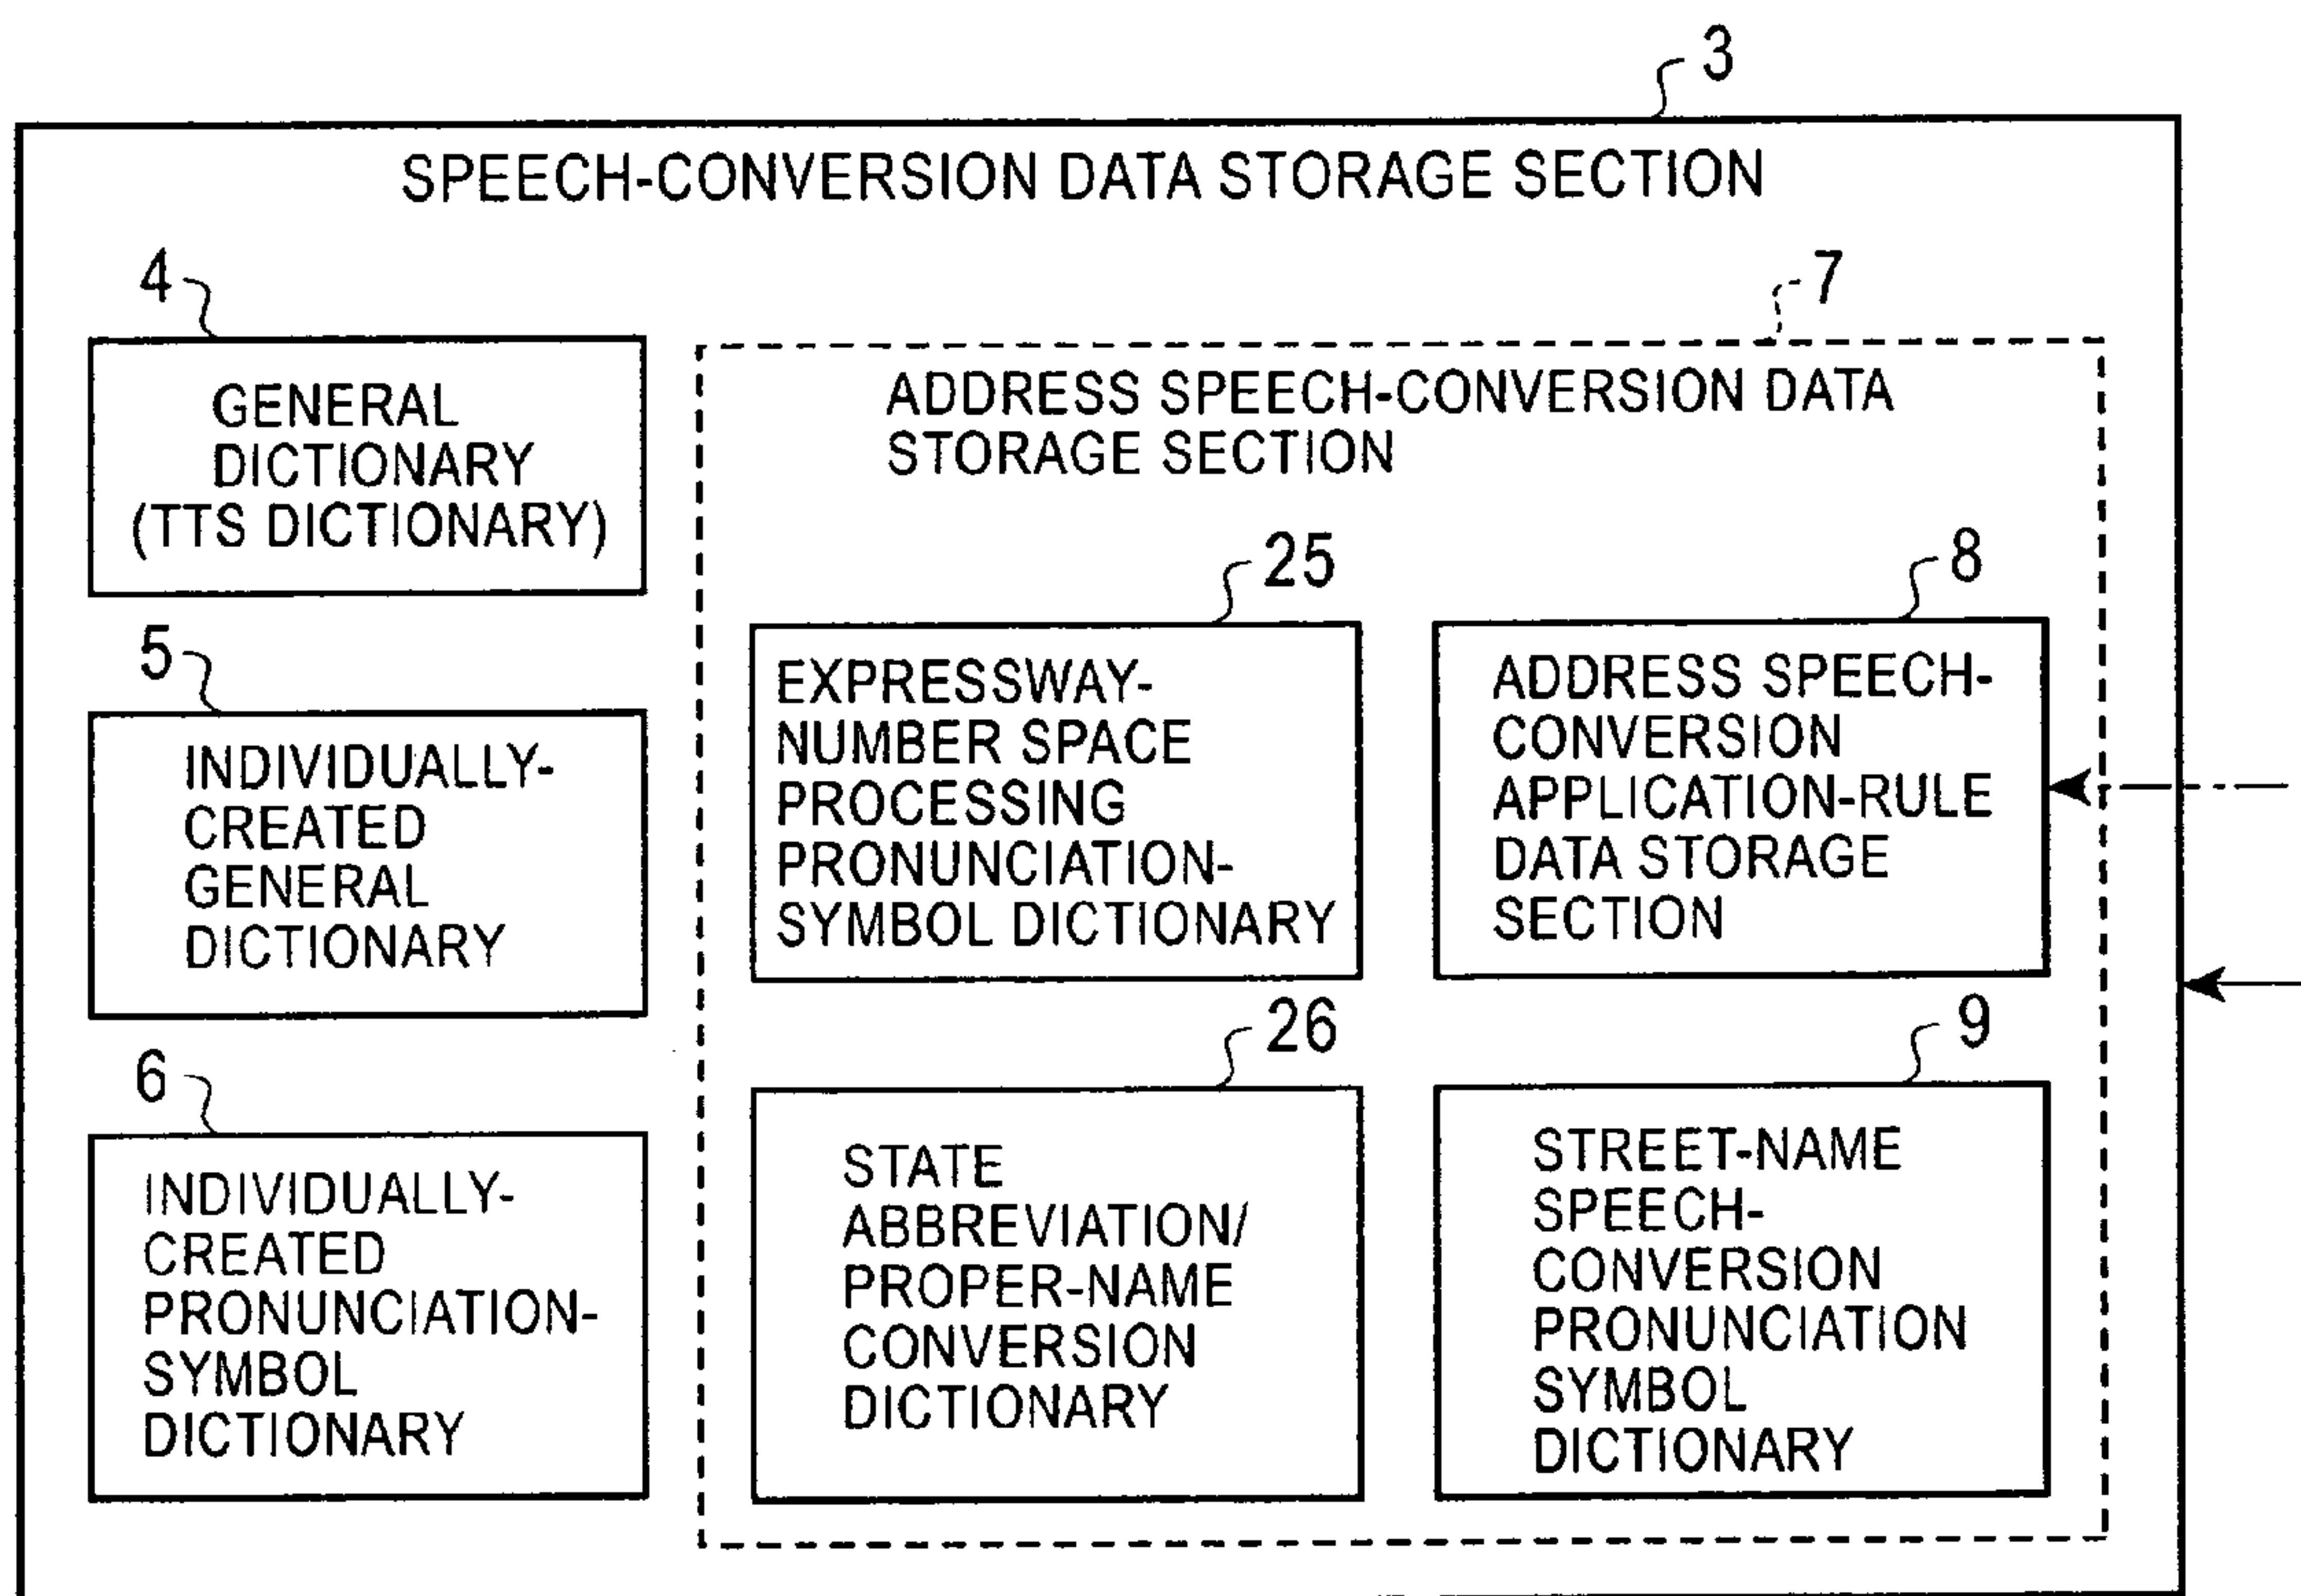 3
SPEECH-CONVERSION DATA STORAGE SECTION
4
GENERAL
DICTIONARY
(TTS DICTIONARY)
5
INDIVIDUALLY-
CREATED
GENERAL
DICTIONARY
6
INDIVIDUALLY-
CREATED
PRONUNCIATION-
SYMBOL
DICTIONARY
7
ADDRESS SPEECH-CONVERSION DATA
STORAGE SECTION
25
EXPRESSWAY-
NUMBER SPACE
PROCESSING
PRONUNCIATION-
SYMBOL DICTIONARY
8
ADDRESS SPEECH-
CONVERSION
APPLICATION-RULE
DATA STORAGE
SECTION
26
STATE
ABBREVIATION/
PROPER-NAME
CONVERSION
DICTIONARY
9
STREET-NAME
SPEECH-
CONVERSION
PRONUNCIATION
SYMBOL
DICTIONARY